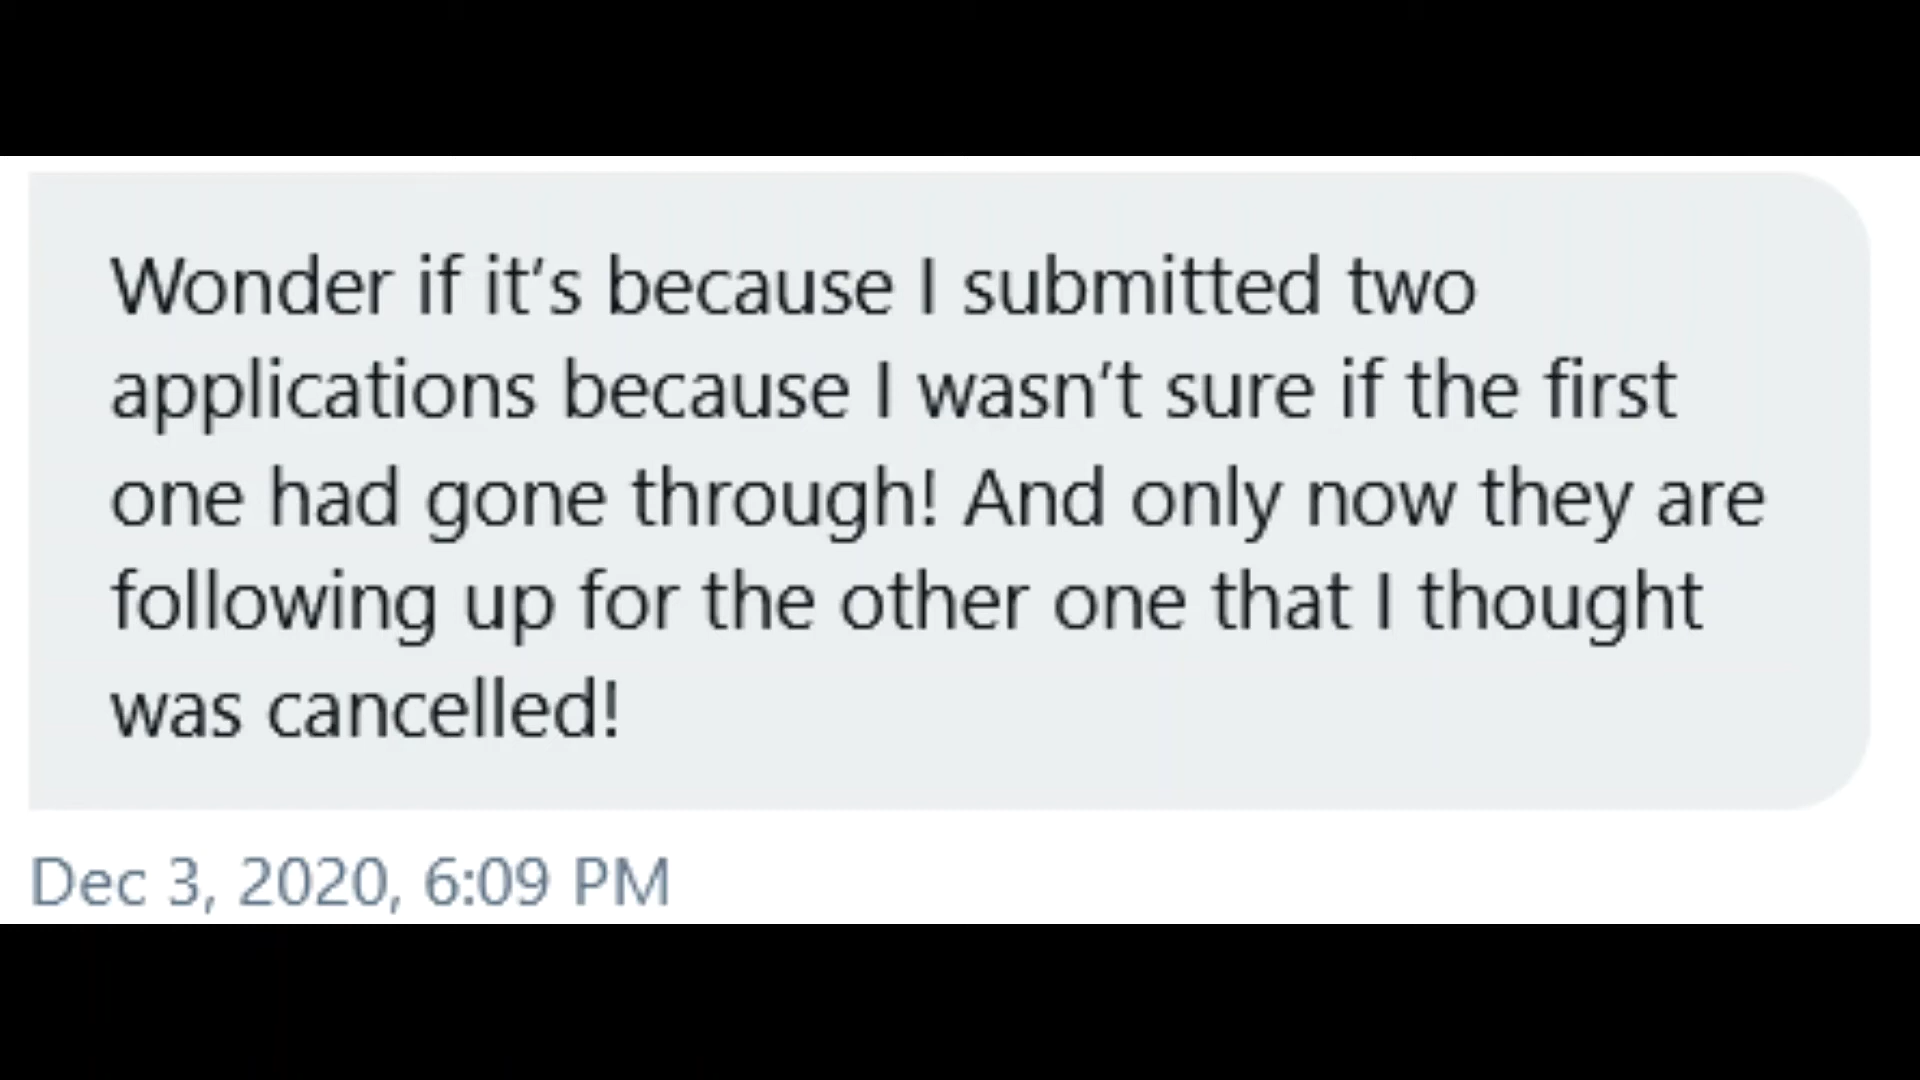 Wonder if it's because I submitted two
applications because I wasn't sure if the first
one had gone through! And only now they are
following up for the other one that I thought
was cancelled!
Dec 3, 2020, 6:09 PM